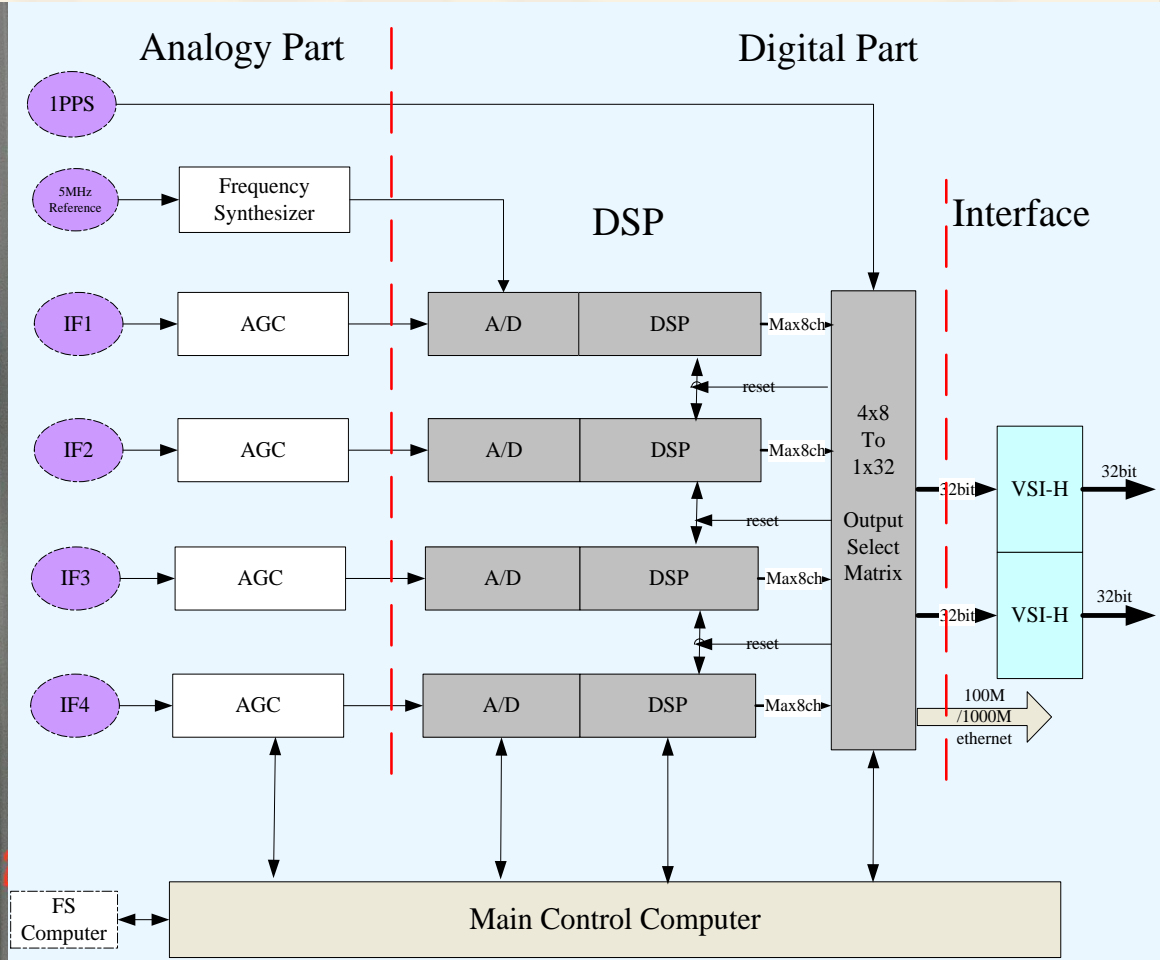 Analogy Part
Digital Part
1PPS
5MHz
Reference
Frequency
Synthesizer
DSP
Interface
IF1
AGC
A/D
DSP
Max8ch
reset
IF2
AGC
A/D
DSP
Max8ch
reset
IF3
AGC
A/D
DSP
Max8ch
reset
IF4
AGC
A/D
DSP
Max8ch
4x8
To
1x32
Output
Select
Matrix
32bit
VSI-H
32bit
32bit
VSI-H
32bit
100M
/1000M
ethernet
FS
Computer
Main Control Computer